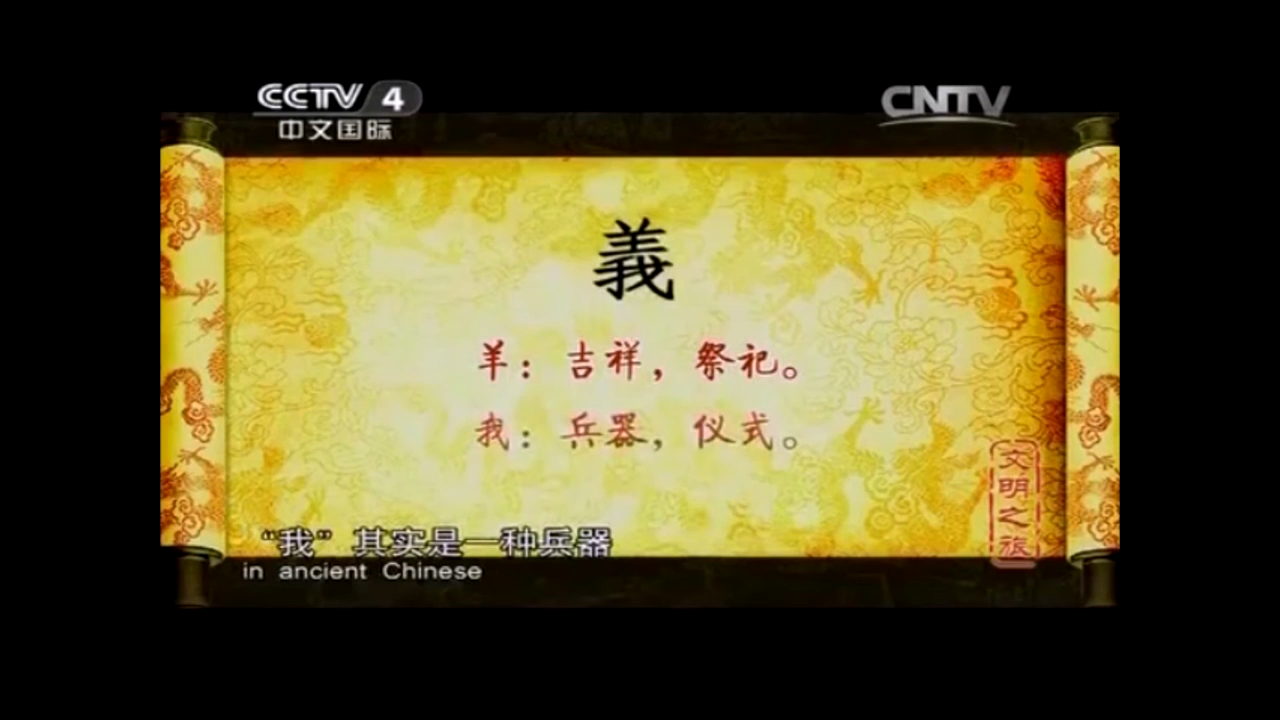 CCTV 4
中文国际
CNTV
義
羊：吉祥，祭祀。
我：兵器，仪式。
文明之旅
“我”其实是一种兵器
in ancient Chinese